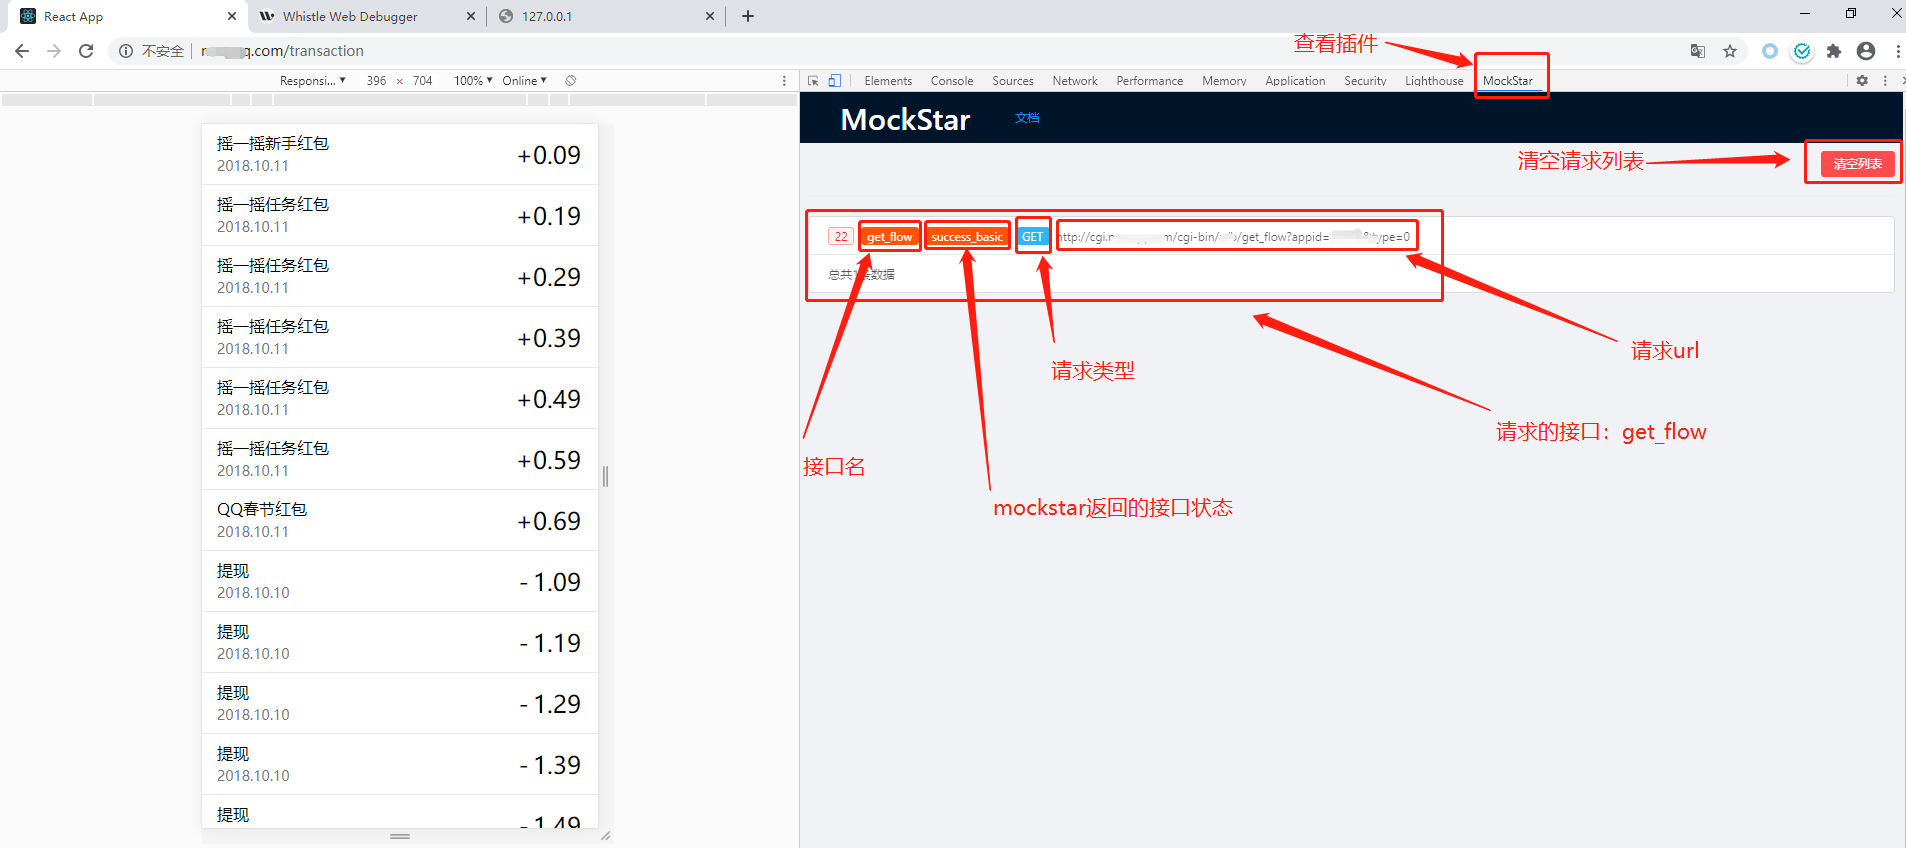 React App
Whistle Web Debugger
127.0.0.1
不安全
q.com/transaction
查看插件
Responsi...
396 × 704
100%
Online
Elements
Console
Sources
Network
Performance
Memory
Application
Security
Lighthouse
MockStar
MockStar
文档
清空请求列表
清空列表
22
get_flow
success_basic
GET
http://cgi.
m/cgi-bin/
/get_flow?appid=
&type=0
总共1条数据
请求url
请求类型
请求的接口：get_flow
接口名
mockstar返回的接口状态
摇一摇新手红包
2018.10.11
+0.09
摇一摇任务红包
2018.10.11
+0.19
摇一摇任务红包
2018.10.11
+0.29
摇一摇任务红包
2018.10.11
+0.39
摇一摇任务红包
2018.10.11
+0.49
摇一摇任务红包
2018.10.11
+0.59
QQ春节红包
2018.10.11
+0.69
提现
2018.10.10
- 1.09
提现
2018.10.10
- 1.19
提现
2018.10.10
- 1.29
提现
2018.10.10
- 1.39
提现
- 1.49